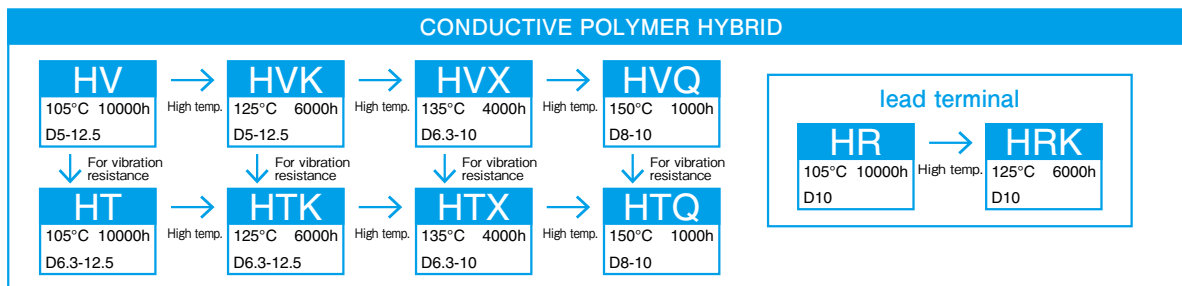 CONDUCTIVE POLYMER HYBRID
HV
105°C 10000h
D5-12.5
High temp.
HVK
125°C 6000h
D5-12.5
High temp.
HVX
135°C 4000h
D6.3-10
High temp.
HVQ
150°C 1000h
D8-10
For vibration
resistance
For vibration
resistance
For vibration
resistance
For vibration
resistance
HT
105°C 10000h
D6.3-12.5
High temp.
HTK
125°C 6000h
D6.3-12.5
High temp.
HTX
135°C 4000h
D6.3-10
High temp.
HTQ
150°C 1000h
D8-10
lead terminal
HR
105°C 10000h
D10
High temp.
HRK
125°C 6000h
D10